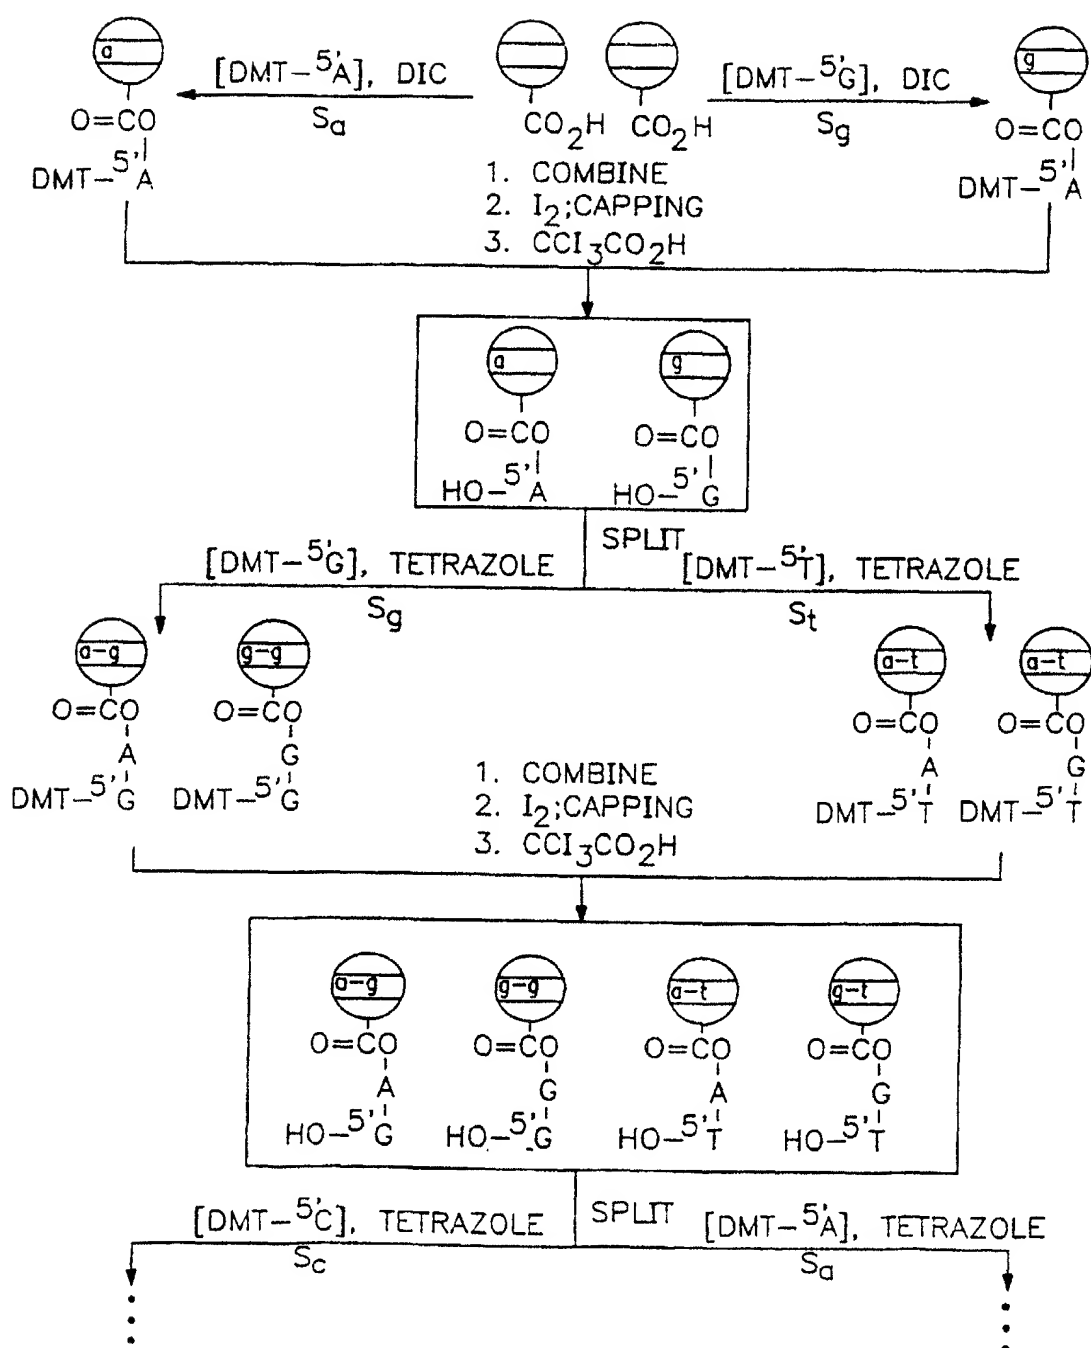 a
g
[DMT-5'A], DIC
[DMT-5'G], DIC
Sa
Sg
CO2H CO2H
O=CO
O=CO
DMT-5'A
DMT-5'A
1. COMBINE
2. I2;CAPPING
3. CCI3CO2H
a
g
O=CO
O=CO
HO-5'A
HO-5'G
SPLIT
[DMT-5'G], TETRAZOLE
[DMT-5'T], TETRAZOLE
Sg
St
a-g
g-g
a-t
a-t
O=CO
O=CO
O=CO
O=CO
A
G
A
G
DMT-5'G
DMT-5'G
DMT-5'T
DMT-5'T
1. COMBINE
2. I2;CAPPING
3. CCI3CO2H
a-g
g-g
a-t
g-t
O=CO
O=CO
O=CO
O=CO
A
G
A
G
HO-5'G
HO-5'G
HO-5'T
HO-5'T
SPLIT
[DMT-5'C], TETRAZOLE
[DMT-5'A], TETRAZOLE
Sc
Sa